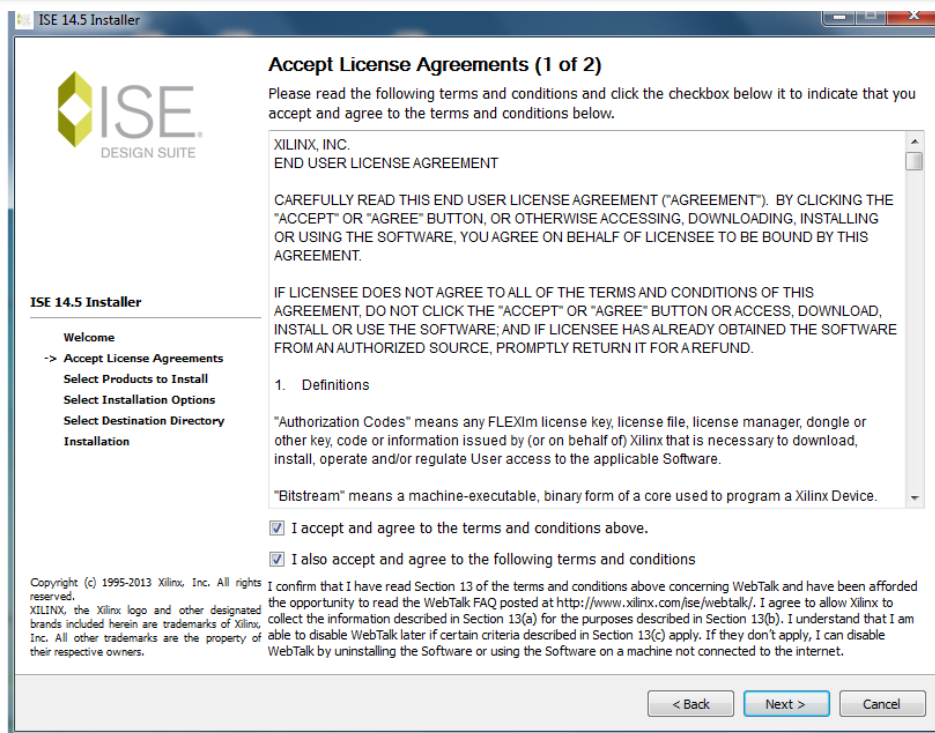 ISE 14.5 Installer
ISE.
DESIGN SUITE
ISE 14.5 Installer
Welcome
-> Accept License Agreements
Select Products to Install
Select Installation Options
Select Destination Directory
Installation
Copyright (c) 1995-2013 Xilinx, Inc. All rights
reserved.
XILINX, the Xilinx logo and other designated
brands included herein are trademarks of Xilinx,
Inc. All other trademarks are the property of
their respective owners.
Accept License Agreements (1 of 2)
Please read the following terms and conditions and click the checkbox below it to indicate that you
accept and agree to the terms and conditions below.
XILINX, INC.
END USER LICENSE AGREEMENT
CAREFULLY READ THIS END USER LICENSE AGREEMENT ("AGREEMENT"). BY CLICKING THE
"ACCEPT" OR "AGREE" BUTTON, OR OTHERWISE ACCESSING, DOWNLOADING, INSTALLING
OR USING THE SOFTWARE, YOU AGREE ON BEHALF OF LICENSEE TO BE BOUND BY THIS
AGREEMENT.
IF LICENSEE DOES NOT AGREE TO ALL OF THE TERMS AND CONDITIONS OF THIS
AGREEMENT, DO NOT CLICK THE "ACCEPT" OR "AGREE" BUTTON OR ACCESS, DOWNLOAD,
INSTALL OR USE THE SOFTWARE; AND IF LICENSEE HAS ALREADY OBTAINED THE SOFTWARE
FROM AN AUTHORIZED SOURCE, PROMPTLY RETURN IT FOR A REFUND.
1. Definitions
"Authorization Codes" means any FLEXlm license key, license file, license manager, dongle or
other key, code or information issued by (or on behalf of) Xilinx that is necessary to download,
install, operate and/or regulate User access to the applicable Software.
"Bitstream" means a machine-executable, binary form of a core used to program a Xilinx Device.
I accept and agree to the terms and conditions above.
I also accept and agree to the following terms and conditions
I confirm that I have read Section 13 of the terms and conditions above concerning WebTalk and have been afforded
the opportunity to read the WebTalk FAQ posted at http://www.xilinx.com/ise/webtalk/. I agree to allow Xilinx to
collect the information described in Section 13(a) for the purposes described in Section 13(b). I understand that I am
able to disable WebTalk later if certain criteria described in Section 13(c) apply. If they don't apply, I can disable
WebTalk by uninstalling the Software or using the Software on a machine not connected to the internet.
< Back
Next >
Cancel